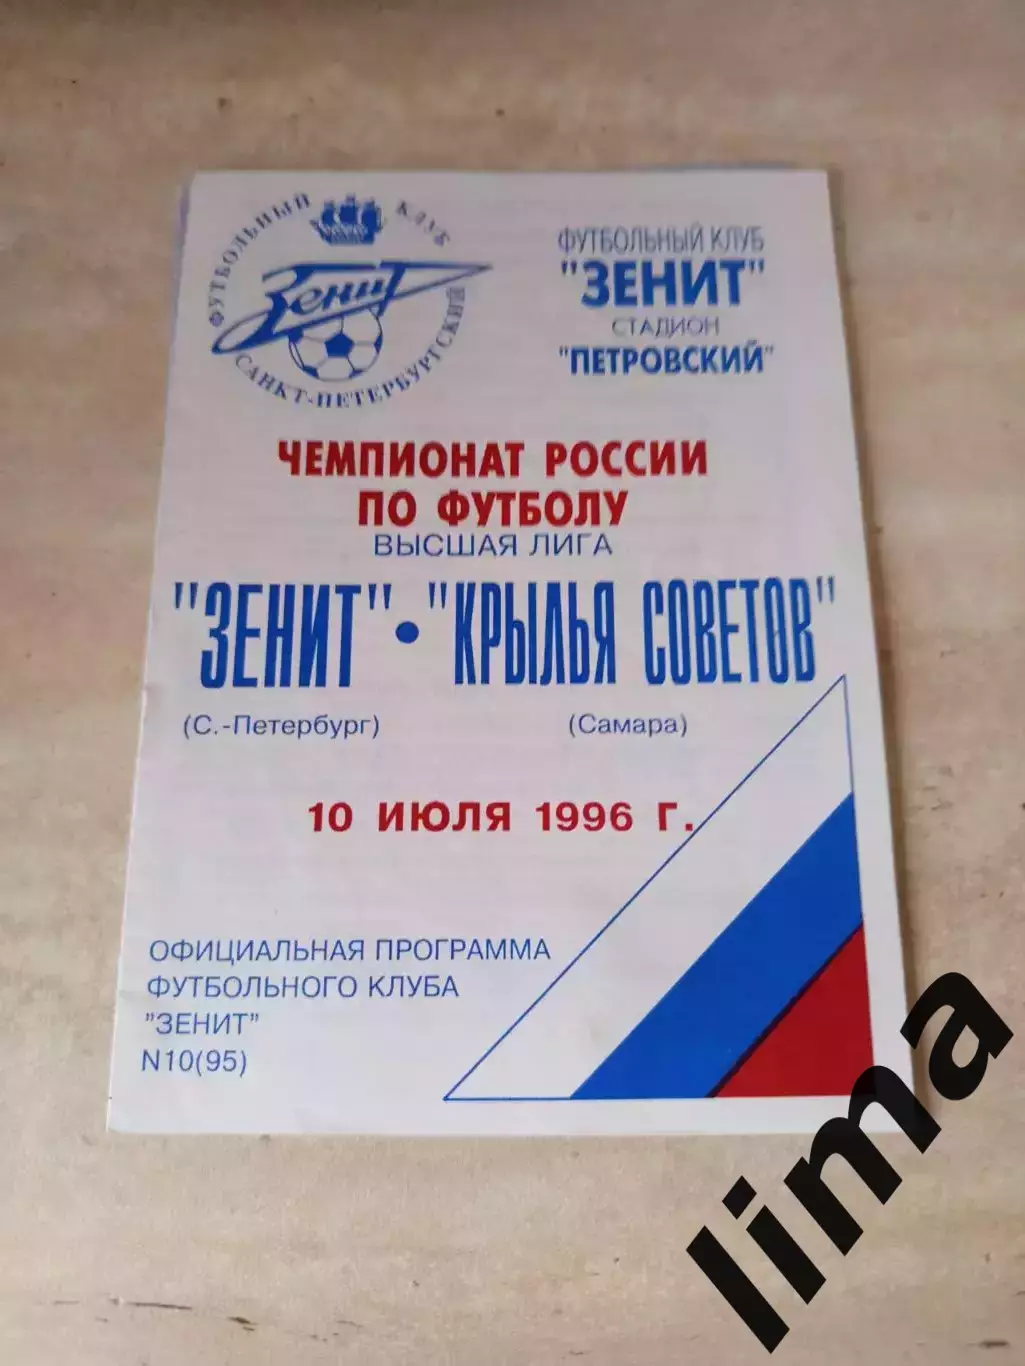 ФУТБОЛЬНЫЙ КЛУБ
Зенит
САНКТ-ПЕТЕРБУРГСКИЙ
ФУТБОЛЬНЫЙ КЛУБ
"ЗЕНИТ"
СТАДИОН
"ПЕТРОВСКИЙ"
ЧЕМПИОНАТ РОССИИ
ПО ФУТБОЛУ
ВЫСШАЯ ЛИГА
"ЗЕНИТ" • "КРЫЛЬЯ СОВЕТОВ"
(С.-Петербург) (Самара)
10 ИЮЛЯ 1996 Г.
ОФИЦИАЛЬНАЯ ПРОГРАММА
ФУТБОЛЬНОГО КЛУБА
"ЗЕНИТ"
N10(95)
lima